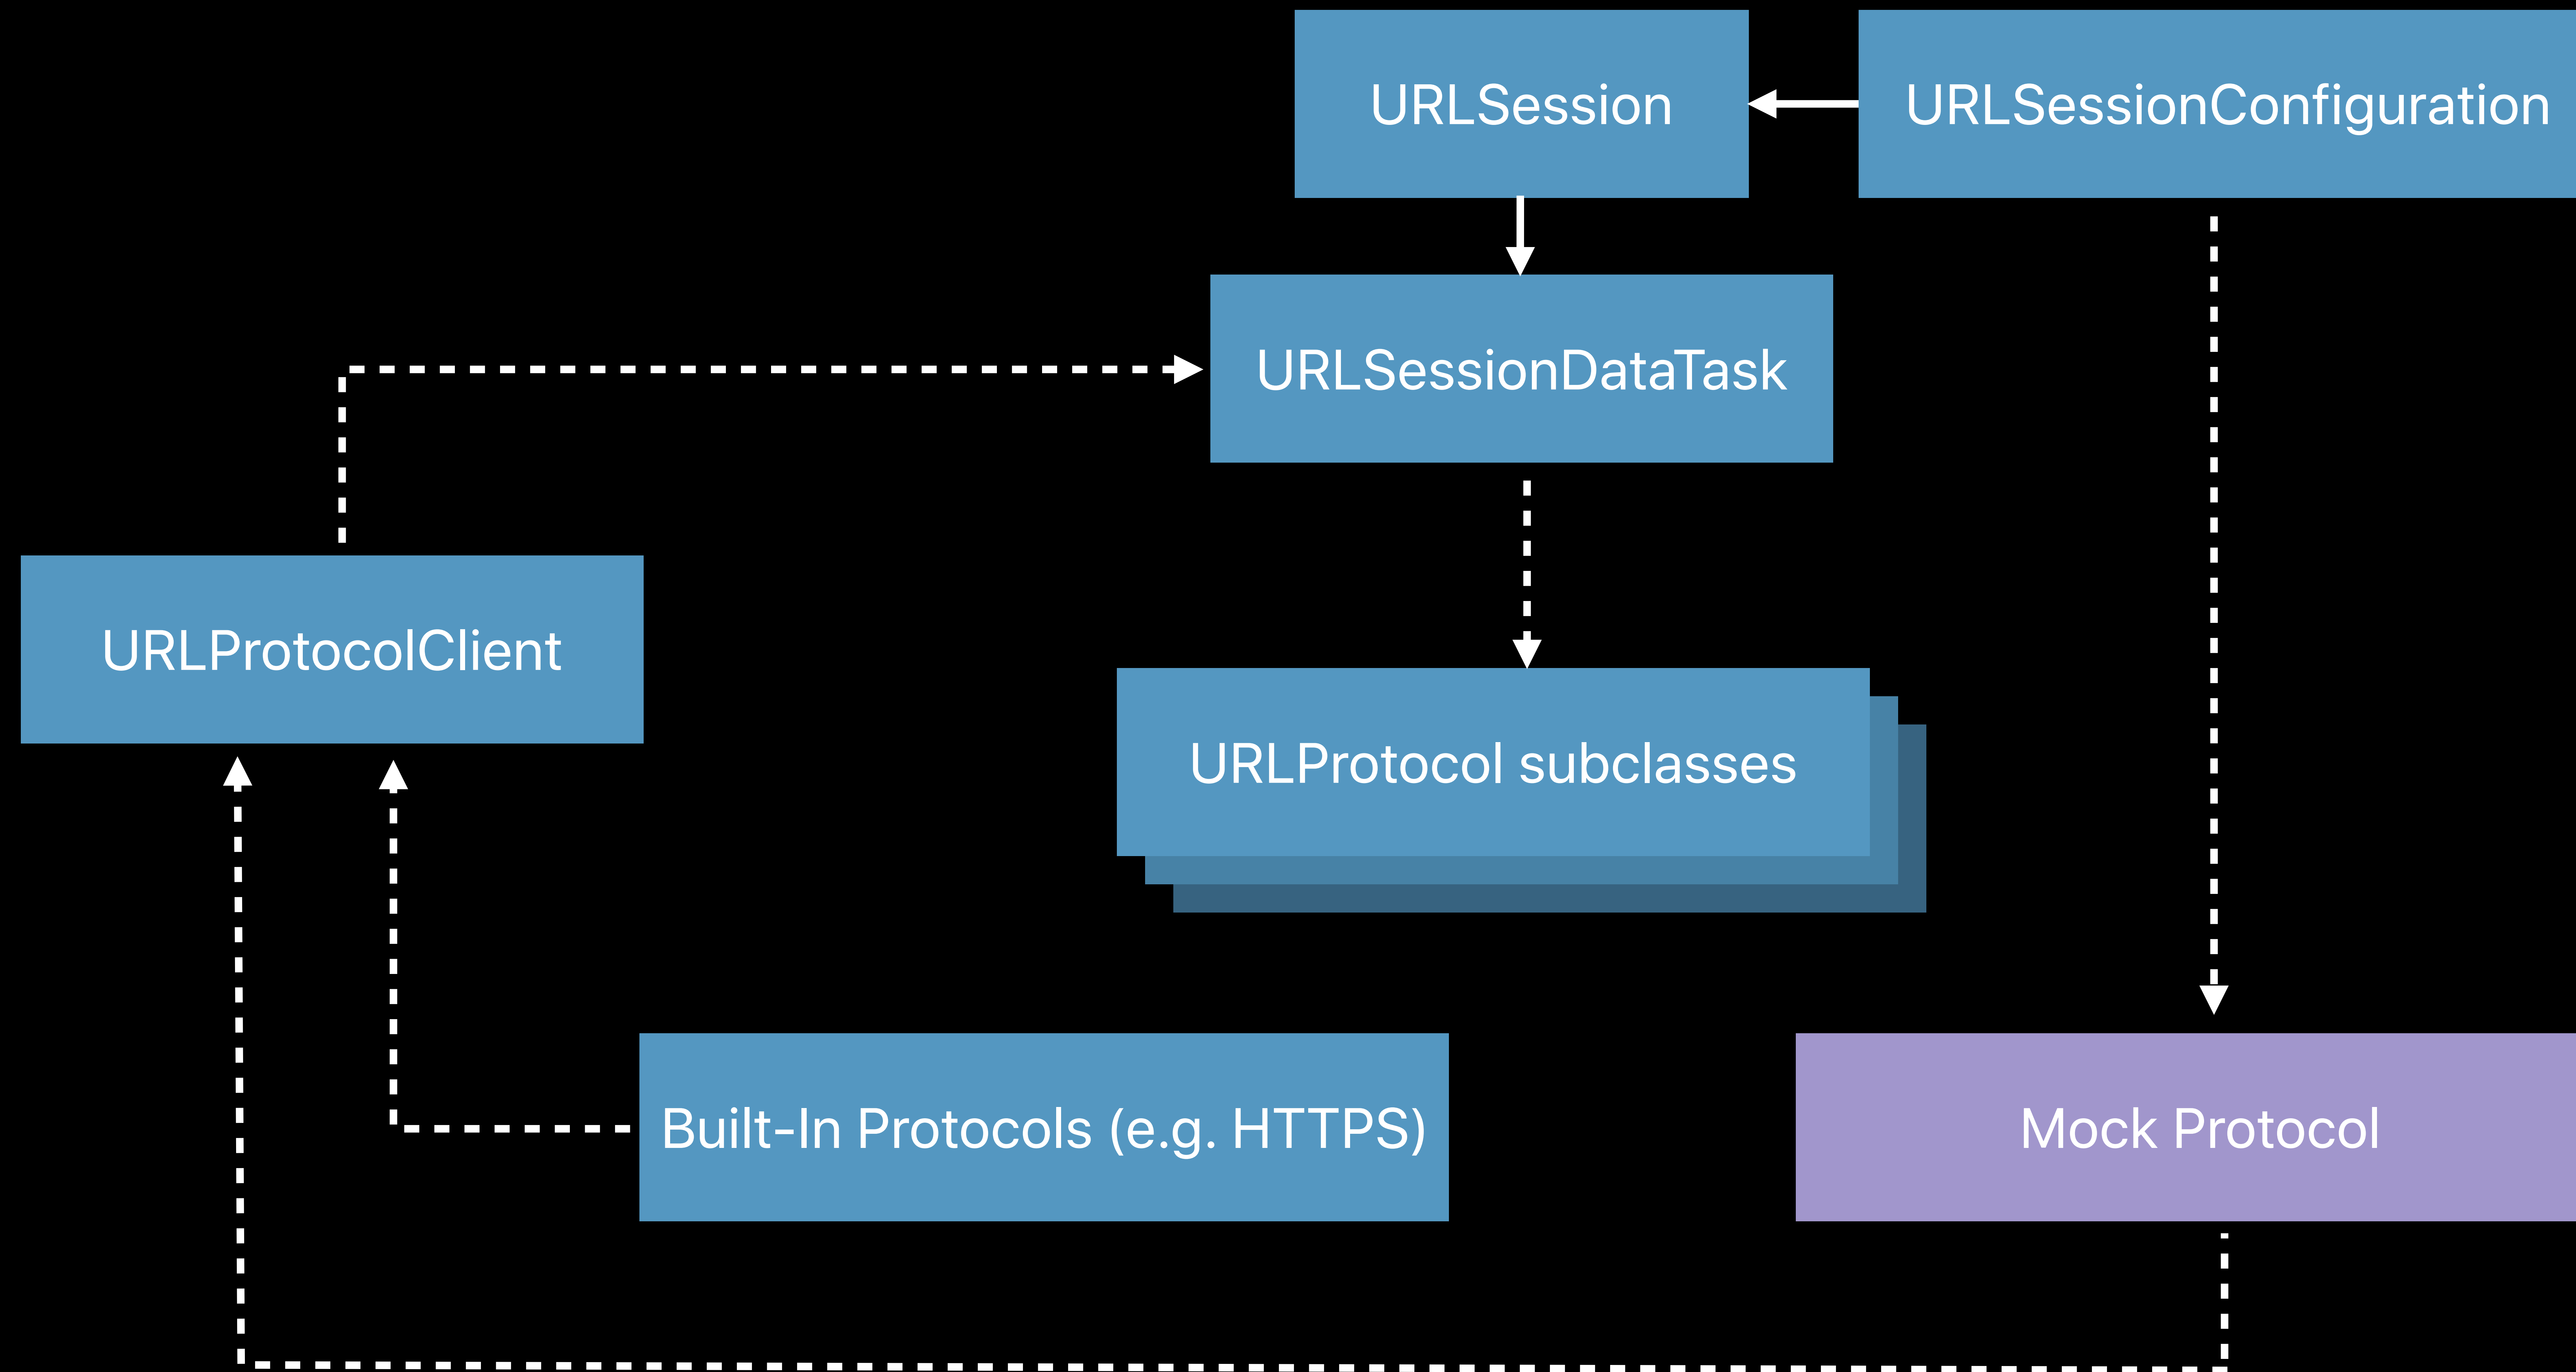 URLSession
URLSessionConfiguration
URLSessionDataTask
URLProtocolClient
URLProtocol subclasses
Built-In Protocols (e.g. HTTPS)
Mock Protocol